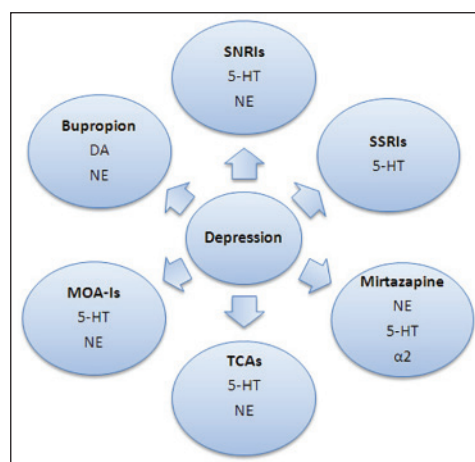 SNRIs
5-HT
NE
SSRIs
5-HT
Mirtazapine
NE
5-HT
α2
TCAs
5-HT
NE
MOA-Is
5-HT
NE
Bupropion
DA
NE
Depression